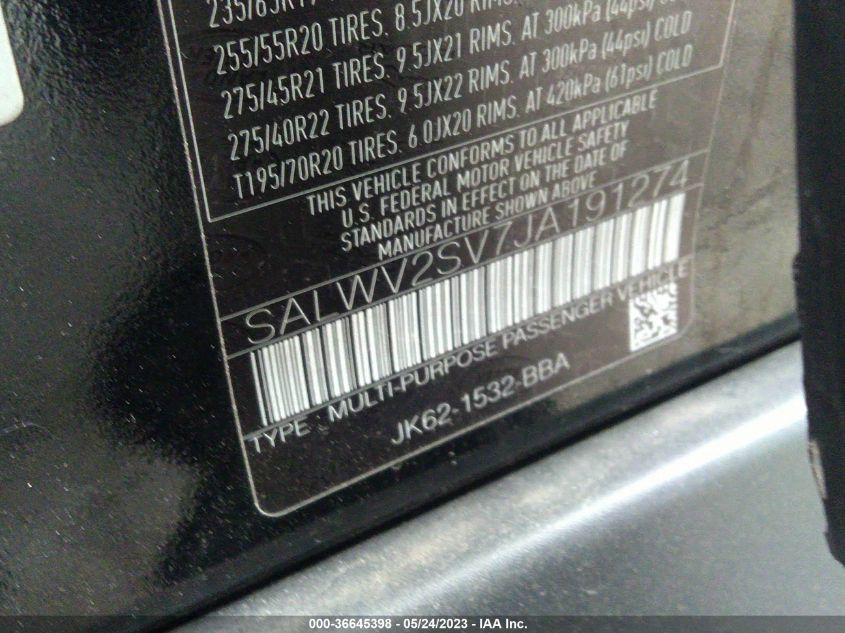 255/55R20 TIRES. 8.5JX20 RIMS. AT 300kPa (44psi) COLD
275/45R21 TIRES. 9.5JX21 RIMS. AT 300kPa (44psi) COLD
275/40R22 TIRES. 9.5JX22 RIMS. AT 300kPa (44psi) COLD
T195/70R20 TIRES. 6.0JX20 RIMS. AT 420kPa (61psi) COLD
THIS VEHICLE CONFORMS TO ALL APPLICABLE
U.S. FEDERAL MOTOR VEHICLE SAFETY
STANDARDS IN EFFECT ON THE DATE OF
MANUFACTURE SHOWN ABOVE
SALWV2SV7JA191274
TYPE MULTI-PURPOSE PASSENGER VEHICLE
JK62-1532-BBA
000-36645398 - 05/24/2023 - IAA Inc.